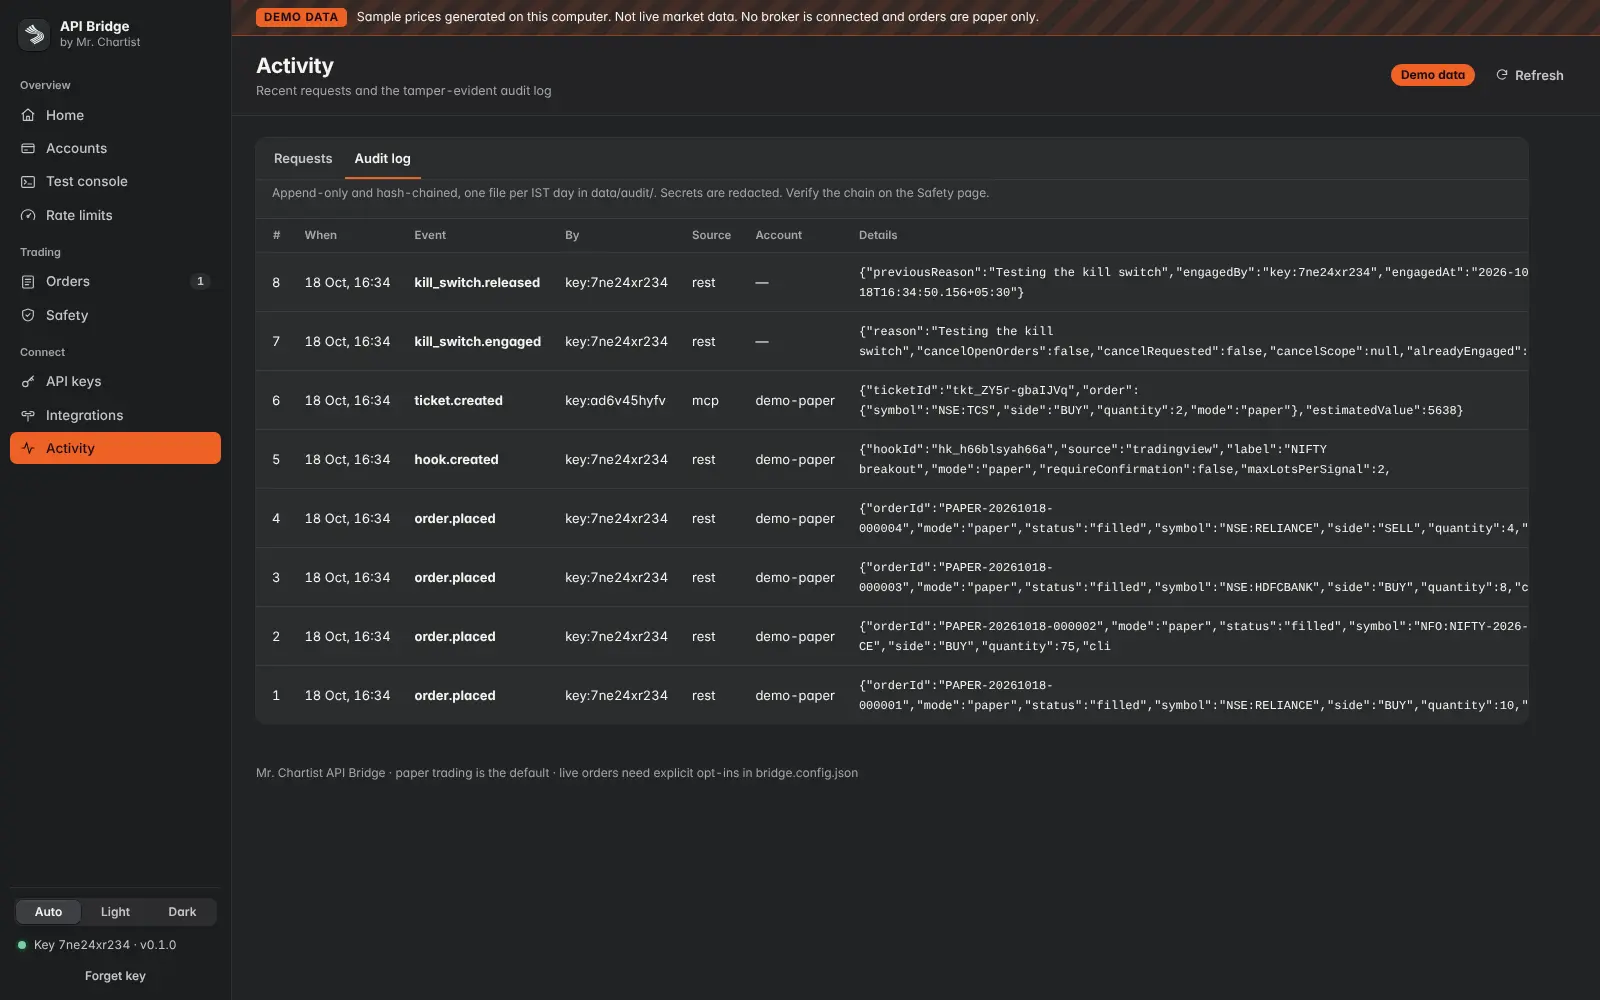 API Bridge
by Mr. Chartist
Overview
Home
Accounts
Test console
Rate limits
Trading
Orders 1
Safety
Connect
API keys
Integrations
Activity
Auto Light Dark
Key 7ne24xr234 · v0.1.0
Forget key
DEMO DATA Sample prices generated on this computer. Not live market data. No broker is connected and orders are paper only.
Activity
Recent requests and the tamper-evident audit log
Demo data Refresh
Requests Audit log
Append-only and hash-chained, one file per IST day in data/audit/. Secrets are redacted. Verify the chain on the Safety page.
# When Event By Source Account Details
8 18 Oct, 16:34 kill_switch.released key:7ne24xr234 rest — {"previousReason":"Testing the kill switch","engagedBy":"key:7ne24xr234","engagedAt":"2026-10
18T16:34:50.156+05:30"}
7 18 Oct, 16:34 kill_switch.engaged key:7ne24xr234 rest — {"reason":"Testing the kill
switch","cancelOpenOrders":false,"cancelRequested":false,"cancelScope":null,"alreadyEngaged":
6 18 Oct, 16:34 ticket.created key:ad6v45hyfv mcp demo-paper {"ticketId":"tkt_ZY5r-gbaIJVq","order":
{"symbol":"NSE:TCS","side":"BUY","quantity":2,"mode":"paper"},"estimatedValue":5638}
5 18 Oct, 16:34 hook.created key:7ne24xr234 rest demo-paper {"hookId":"hk_h66blsyah66a","source":"tradingview","label":"NIFTY
breakout","mode":"paper","requireConfirmation":false,"maxLotsPerSignal":2,
4 18 Oct, 16:34 order.placed key:7ne24xr234 rest demo-paper {"orderId":"PAPER-20261018-
000004","mode":"paper","status":"filled","symbol":"NSE:RELIANCE","side":"SELL","quantity":4,"
3 18 Oct, 16:34 order.placed key:7ne24xr234 rest demo-paper {"orderId":"PAPER-20261018-
000003","mode":"paper","status":"filled","symbol":"NSE:HDFCBANK","side":"BUY","quantity":8,"c
2 18 Oct, 16:34 order.placed key:7ne24xr234 rest demo-paper {"orderId":"PAPER-20261018-000002","mode":"paper","status":"filled","symbol":"NFO:NIFTY-2026-
CE","side":"BUY","quantity":75,"cli
1 18 Oct, 16:34 order.placed key:7ne24xr234 rest demo-paper {"orderId":"PAPER-20261018-
000001","mode":"paper","status":"filled","symbol":"NSE:RELIANCE","side":"BUY","quantity":10,"
Mr. Chartist API Bridge · paper trading is the default · live orders need explicit opt-ins in bridge.config.json